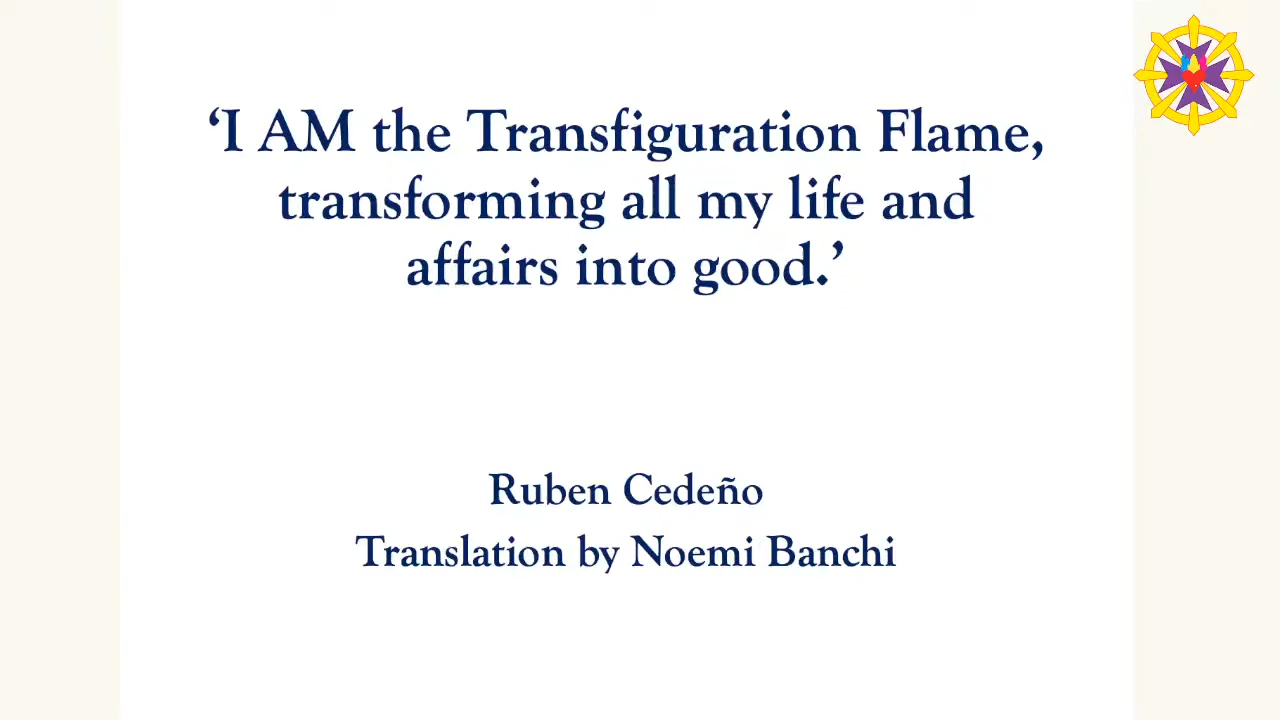 ‘I AM the Transfiguration Flame,
transforming all my life and
affairs into good.’
Ruben Cedeño
Translation by Noemi Banchi